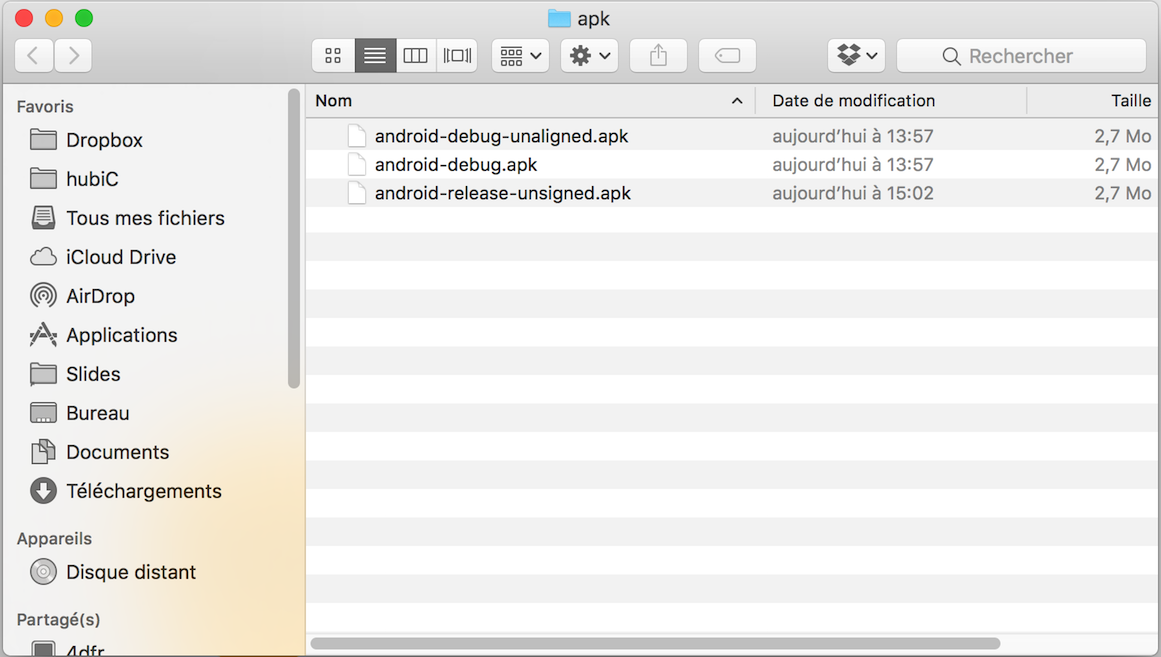 apk
Rechercher
Favoris
Dropbox
hubiC
Tous mes fichiers
iCloud Drive
AirDrop
Applications
Slides
Bureau
Documents
Téléchargements
Appareils
Disque distant
Partagé(s)
4dfr
Nom Date de modification Taille
android-debug-unaligned.apk aujourd’hui à 13:57 2,7 Mo
android-debug.apk aujourd’hui à 13:57 2,7 Mo
android-release-unsigned.apk aujourd’hui à 15:02 2,7 Mo